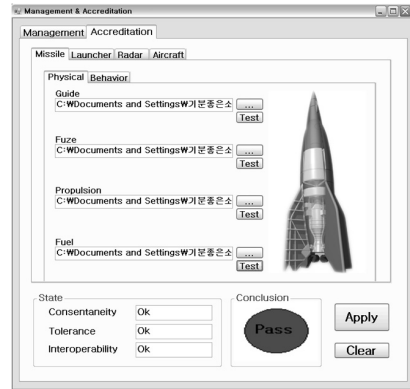 Management & Accreditation
Management Accreditation
Missile Launcher Radar Aircraft
Physical Behavior
Guide
C:₩Documents and Settings₩기분좋은소 ...
Test
Fuze
C:₩Documents and Settings₩기분좋은소 ...
Test
Propulsion
C:₩Documents and Settings₩기분좋은소 ...
Test
Fuel
C:₩Documents and Settings₩기분좋은소 ...
Test
State
Consentaneity Ok
Tolerance Ok
Interoperability Ok
Conclusion
Pass
Apply
Clear